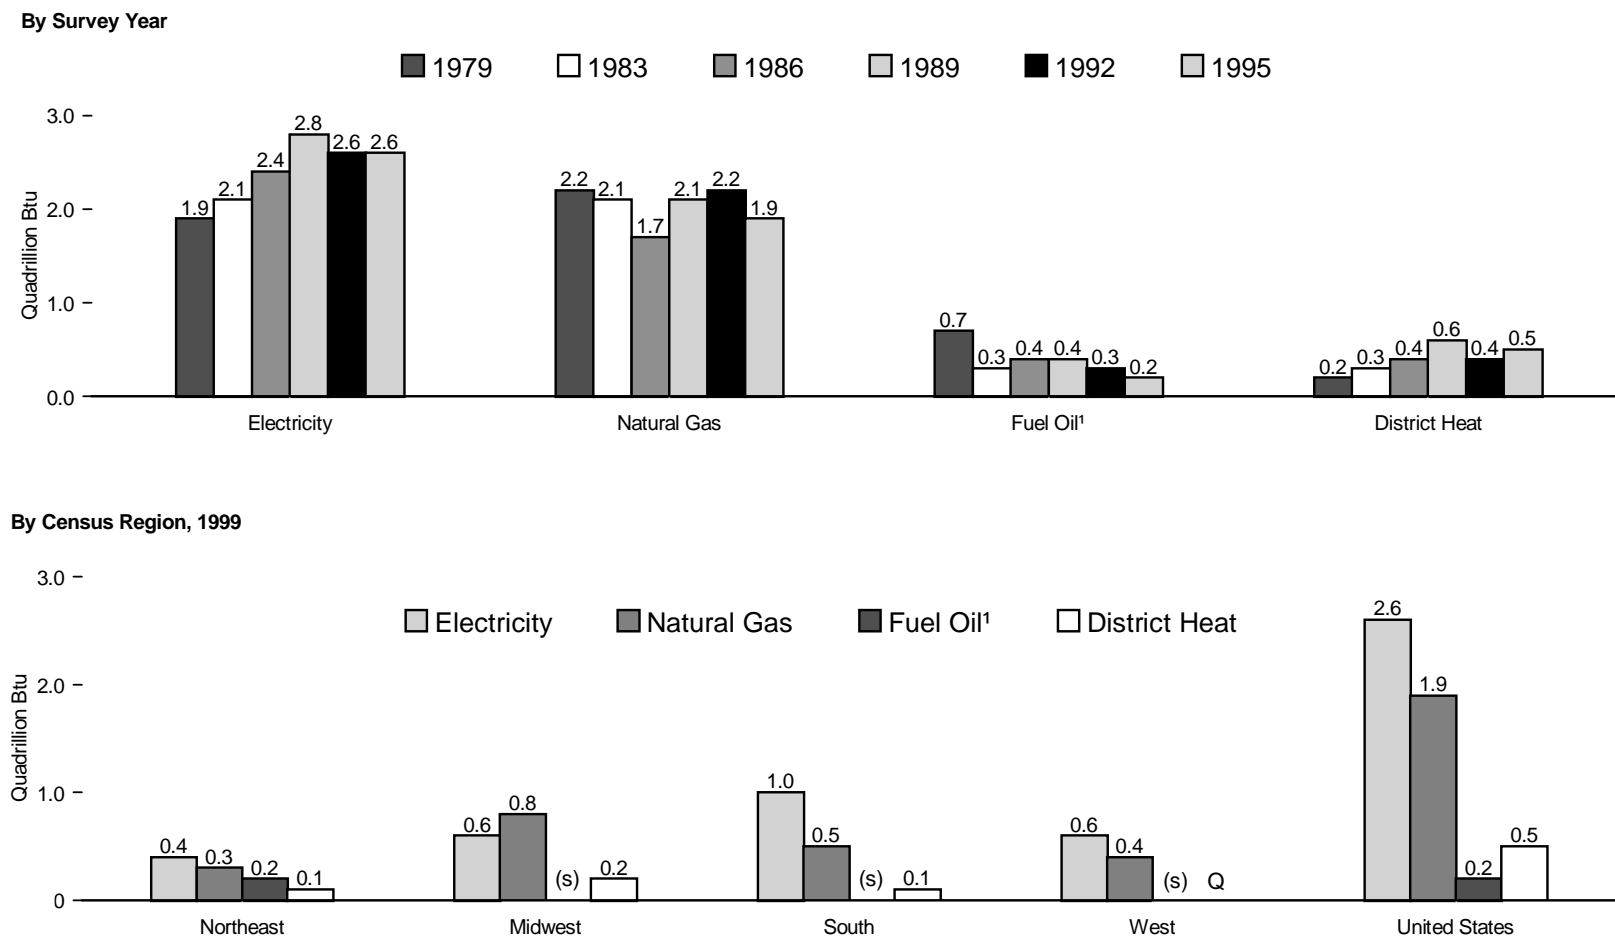 By Survey Year
1979 1983 1986 1989 1992 1995
3.0
2.0
1.0
0.0
Quadrillion Btu
1.9 2.1 2.4 2.8 2.6 2.6
2.2 2.1 1.7 2.1 2.2 1.9
0.7 0.3 0.4 0.4 0.3 0.2
0.2 0.3 0.4 0.6 0.4 0.5
Electricity Natural Gas Fuel Oil¹ District Heat
By Census Region, 1999
Electricity Natural Gas Fuel Oil¹ District Heat
3.0
2.0
1.0
0
Quadrillion Btu
0.4 0.3 0.2 0.1
0.6 0.8 (s) 0.2
1.0 0.5 (s) 0.1
0.6 0.4 (s) Q
2.6 1.9 0.2 0.5
Northeast Midwest South West United States